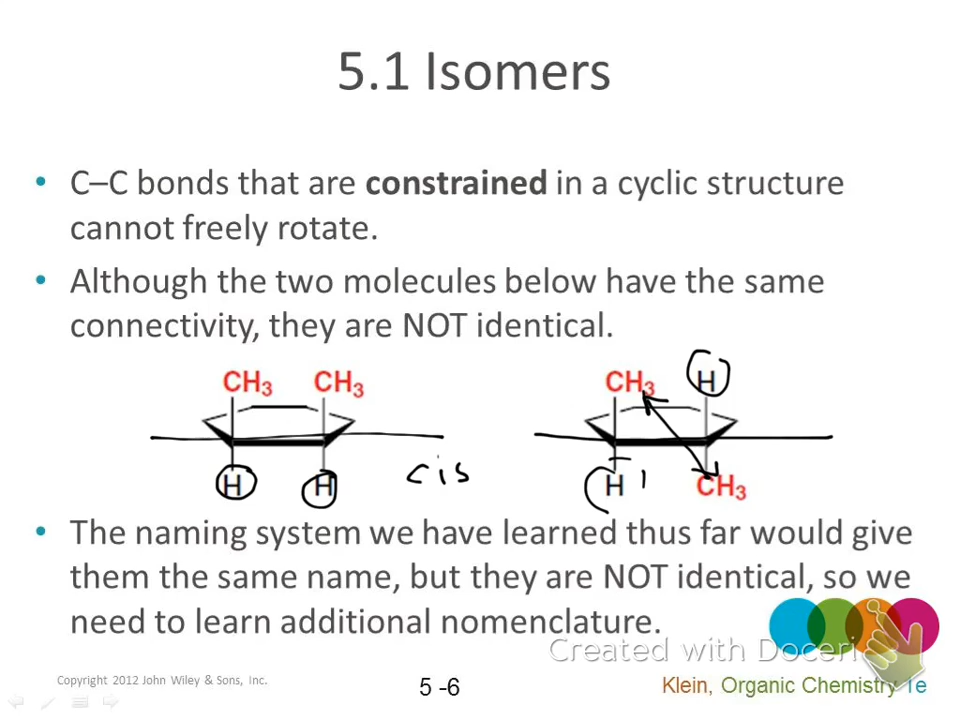 5.1 Isomers
• C–C bonds that are constrained in a cyclic structure
cannot freely rotate.
• Although the two molecules below have the same
connectivity, they are NOT identical.
CH₃ CH₃ CH₃ H
H H cis H CH₃
• The naming system we have learned thus far would give
them the same name, but they are NOT identical, so we
need to learn additional nomenclature.
Created with Doceri
Copyright 2012 John Wiley & Sons, Inc.
5 -6
Klein, Organic Chemistry 1e